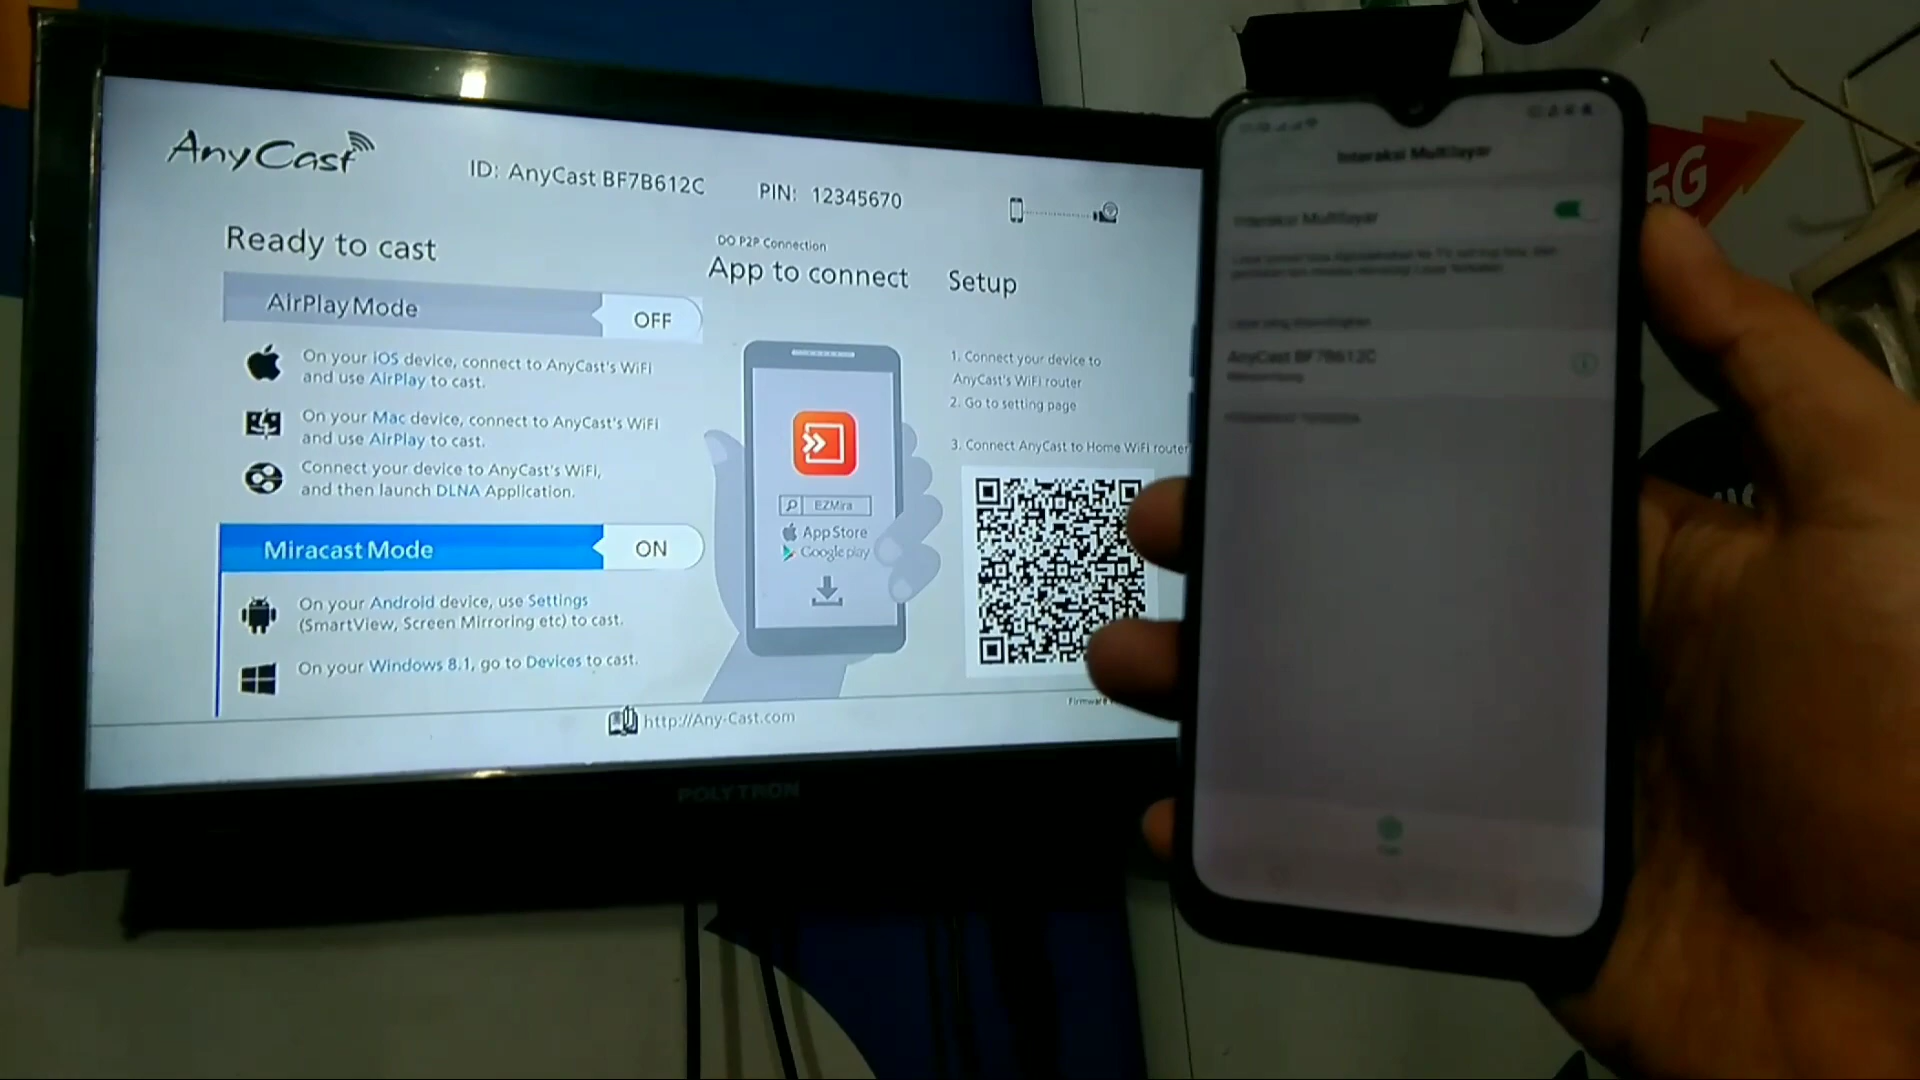 AnyCast
ID: AnyCast BF7B612C
PIN: 12345670
Ready to cast
AirPlay Mode
OFF
On your iOS device, connect to AnyCast's WiFi
and use AirPlay to cast.
On your Mac device, connect to AnyCast's WiFi
and use AirPlay to cast.
Connect your device to AnyCast's WiFi,
and then launch DLNA Application.
Miracast Mode
ON
On your Android device, use Settings
(SmartView, Screen Mirroring etc) to cast.
On your Windows 8.1, go to Devices to cast.
DO P2P Connection
App to connect
EZMira
App Store
Google play
Setup
1. Connect your device to
AnyCast's WiFi router
2. Go to setting page
3. Connect AnyCast to Home WiFi router
Firmware
http://Any-Cast.com
POLYTRON
Interaksi Multilayar
Interaksi Multilayar
AnyCast BF7B612C
5G